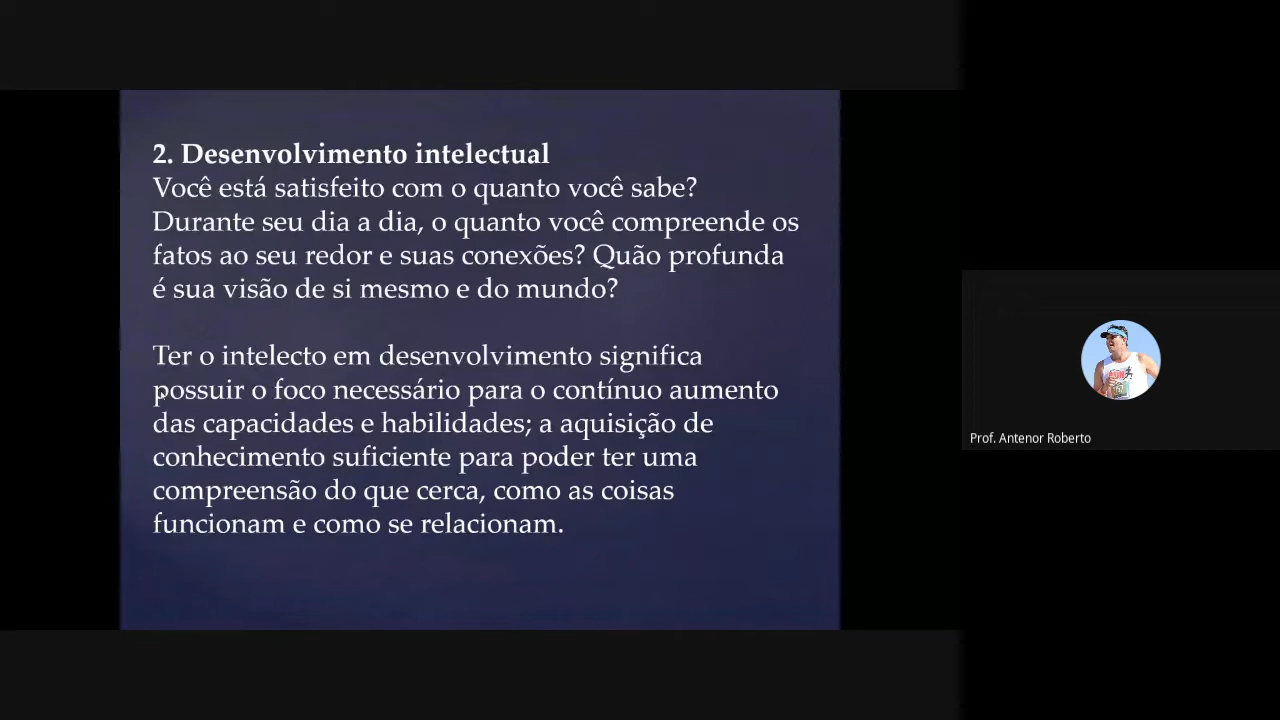 2. Desenvolvimento intelectual
Você está satisfeito com o quanto você sabe?
Durante seu dia a dia, o quanto você compreende os
fatos ao seu redor e suas conexões? Quão profunda
é sua visão de si mesmo e do mundo?
Ter o intelecto em desenvolvimento significa
possuir o foco necessário para o contínuo aumento
das capacidades e habilidades; a aquisição de
conhecimento suficiente para poder ter uma
compreensão do que cerca, como as coisas
funcionam e como se relacionam.
Prof. Antenor Roberto